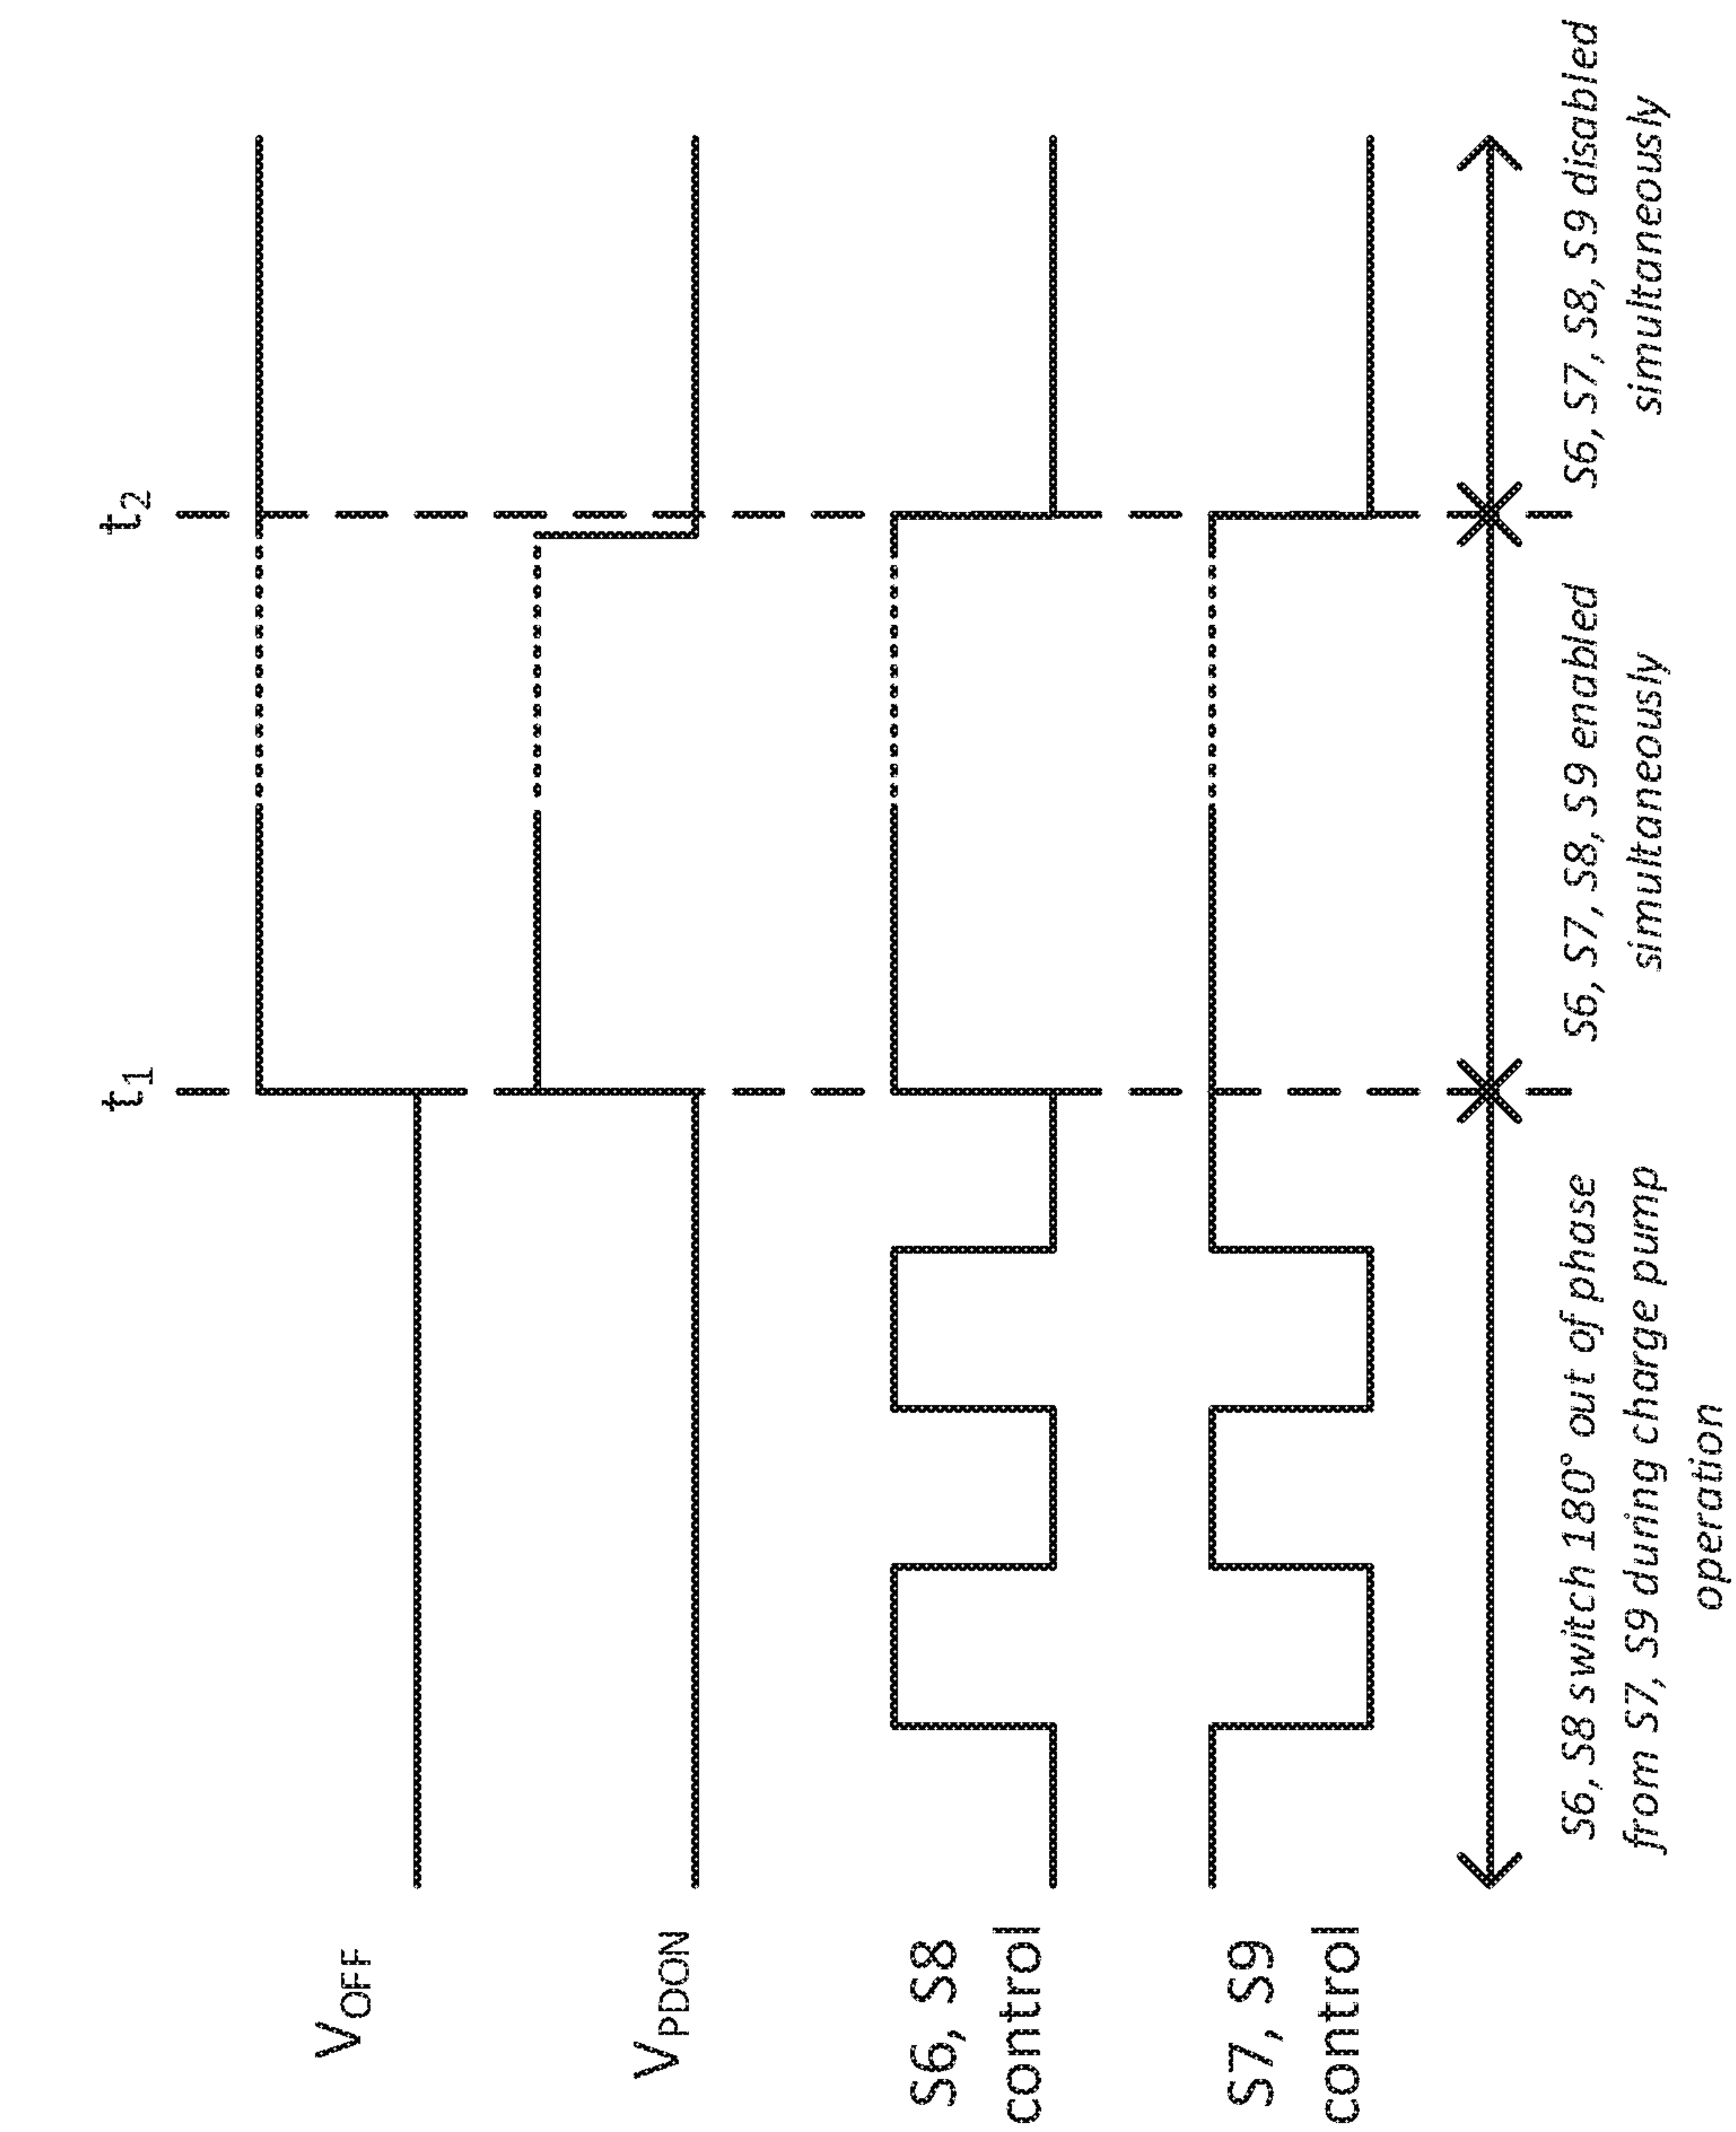 t1
t2
VOFF
VPDON
S6, S8
control
S7, S9
control
S6, S8 switch 180° out of phase
from S7, S9 during charge pump
operation
S6, S7, S8, S9 enabled
simultaneously
S6, S7, S8, S9 disabled
simultaneously